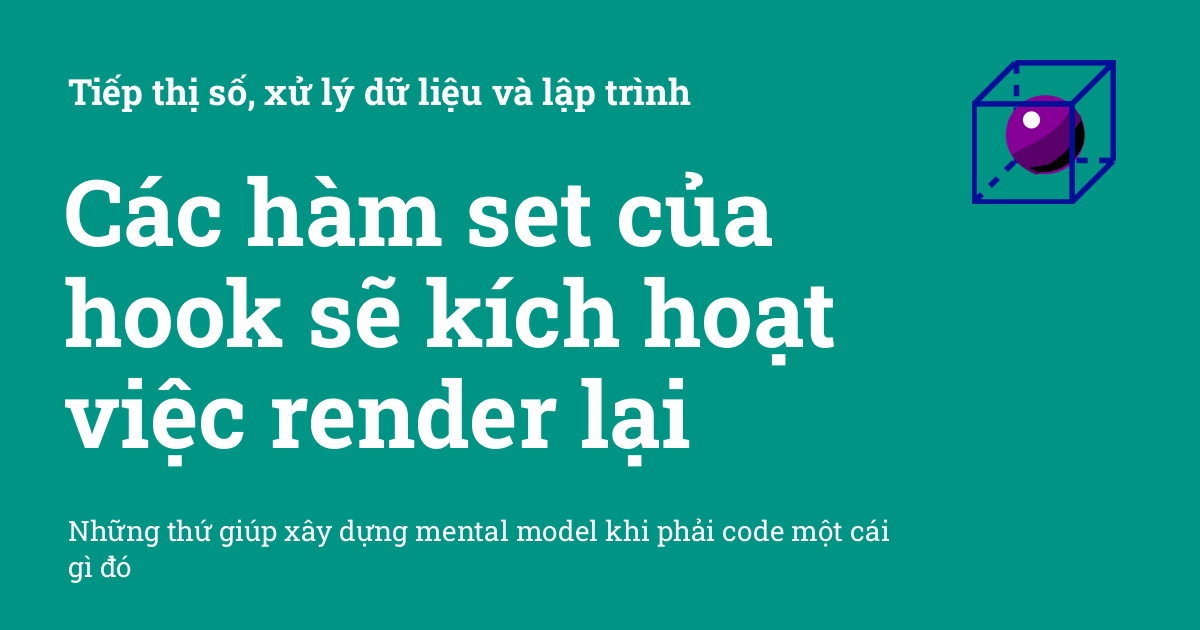 Tiếp thị số, xử lý dữ liệu và lập trình
Các hàm set của
hook sẽ kích hoạt
việc render lại
Những thứ giúp xây dựng mental model khi phải code một cái
gì đó